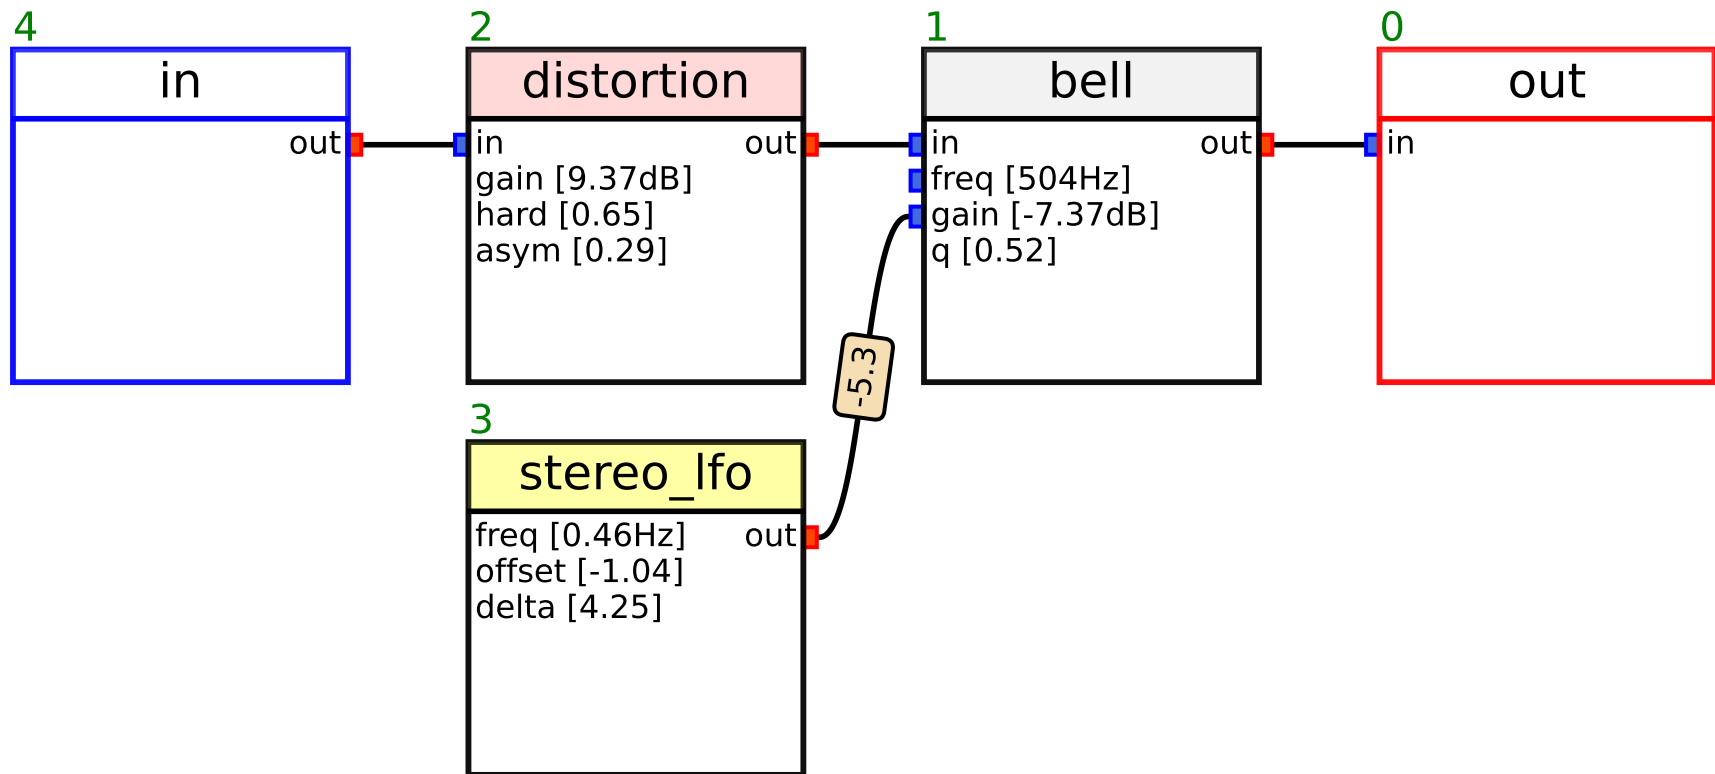 4
in
out
2
distortion
in out
gain [9.37dB]
hard [0.65]
asym [0.29]
1
bell
in out
freq [504Hz]
gain [-7.37dB]
q [0.52]
0
out
in
-5.3
3
stereo_lfo
freq [0.46Hz] out
offset [-1.04]
delta [4.25]